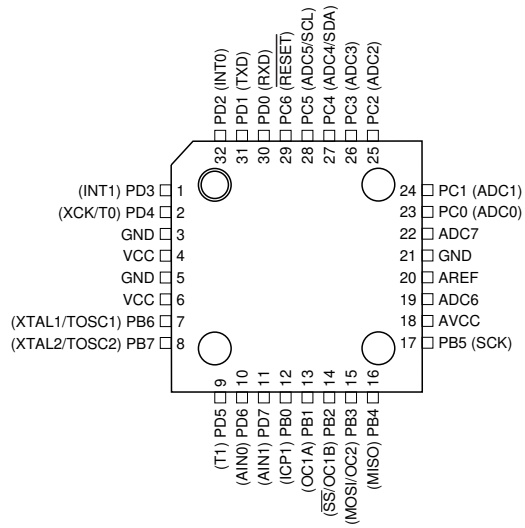 32 PD2 (INT0)
31 PD1 (TXD)
30 PD0 (RXD)
29 PC6 (RESET)
28 PC5 (ADC5/SCL)
27 PC4 (ADC4/SDA)
26 PC3 (ADC3)
25 PC2 (ADC2)
(INT1) PD3 1
(XCK/T0) PD4 2
GND 3
VCC 4
GND 5
VCC 6
(XTAL1/TOSC1) PB6 7
(XTAL2/TOSC2) PB7 8
24 PC1 (ADC1)
23 PC0 (ADC0)
22 ADC7
21 GND
20 AREF
19 ADC6
18 AVCC
17 PB5 (SCK)
(T1) PD5 9
(AIN0) PD6 10
(AIN1) PD7 11
(ICP1) PB0 12
(OC1A) PB1 13
(SS/OC1B) PB2 14
(MOSI/OC2) PB3 15
(MISO) PB4 16